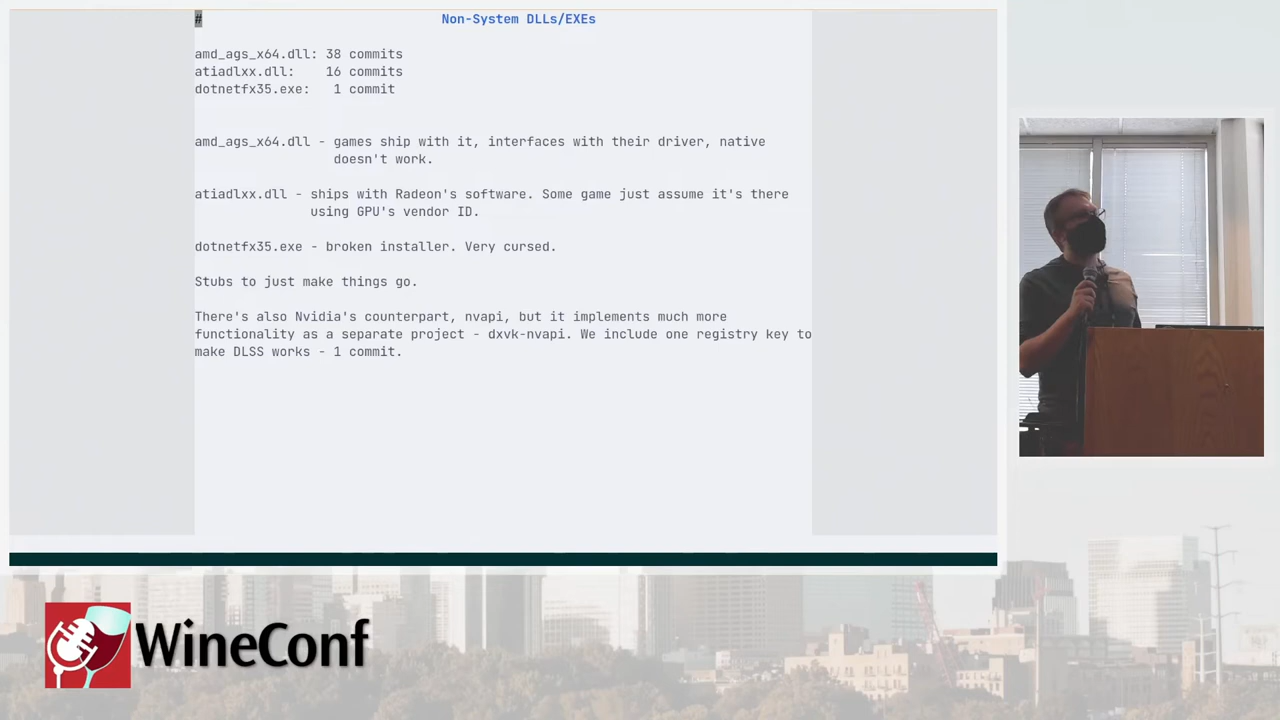 # Non-System DLLs/EXEs
amd_ags_x64.dll: 38 commits
atiadlxx.dll: 16 commits
dotnetfx35.exe: 1 commit
amd_ags_x64.dll - games ship with it, interfaces with their driver, native
doesn't work.
atiadlxx.dll - ships with Radeon's software. Some game just assume it's there
using GPU's vendor ID.
dotnetfx35.exe - broken installer. Very cursed.
Stubs to just make things go.
There's also Nvidia's counterpart, nvapi, but it implements much more
functionality as a separate project - dxvk-nvapi. We include one registry key to
make DLSS works - 1 commit.
WineConf